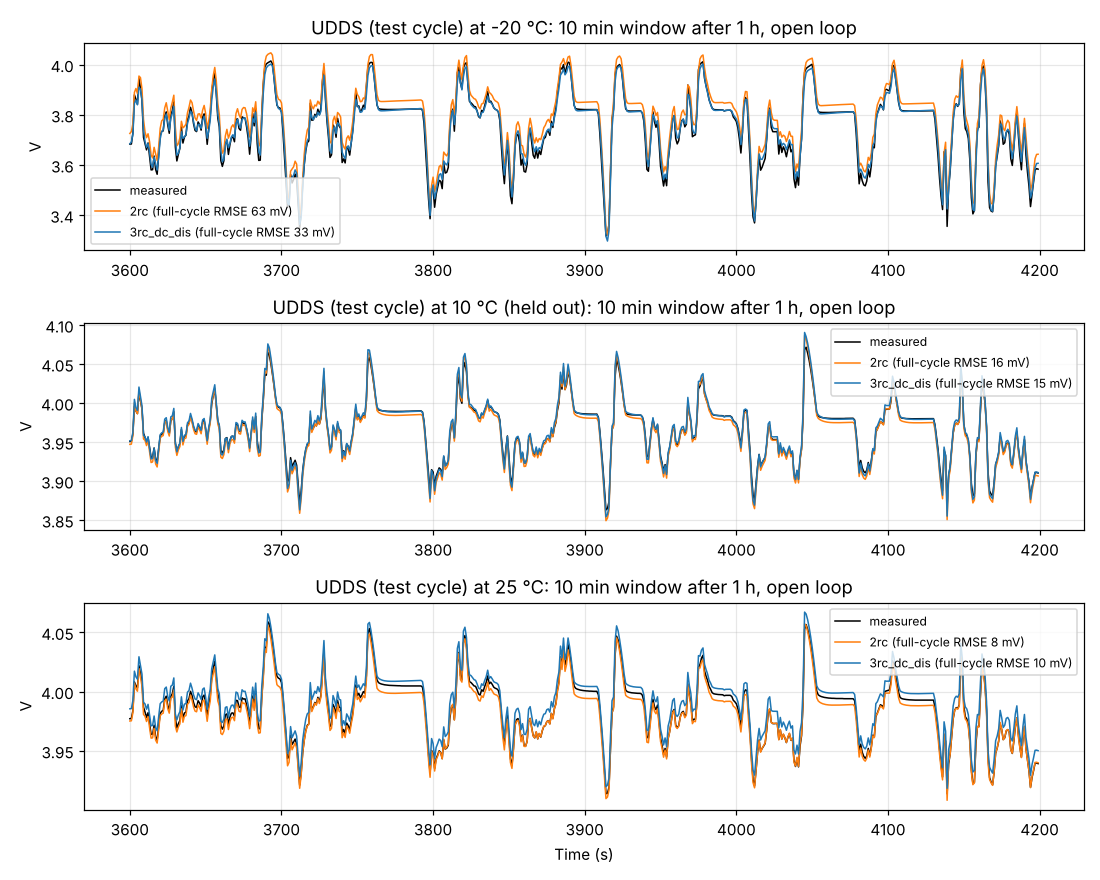 UDDS (test cycle) at -20 °C: 10 min window after 1 h, open loop
4.0
3.8
3.6
3.4
V
measured
2rc (full-cycle RMSE 63 mV)
3rc_dc_dis (full-cycle RMSE 33 mV)
3600 3700 3800 3900 4000 4100 4200
UDDS (test cycle) at 10 °C (held out): 10 min window after 1 h, open loop
4.10
4.05
4.00
3.95
3.90
3.85
V
measured
2rc (full-cycle RMSE 16 mV)
3rc_dc_dis (full-cycle RMSE 15 mV)
3600 3700 3800 3900 4000 4100 4200
UDDS (test cycle) at 25 °C: 10 min window after 1 h, open loop
4.05
4.00
3.95
V
measured
2rc (full-cycle RMSE 8 mV)
3rc_dc_dis (full-cycle RMSE 10 mV)
3600 3700 3800 3900 4000 4100 4200
Time (s)